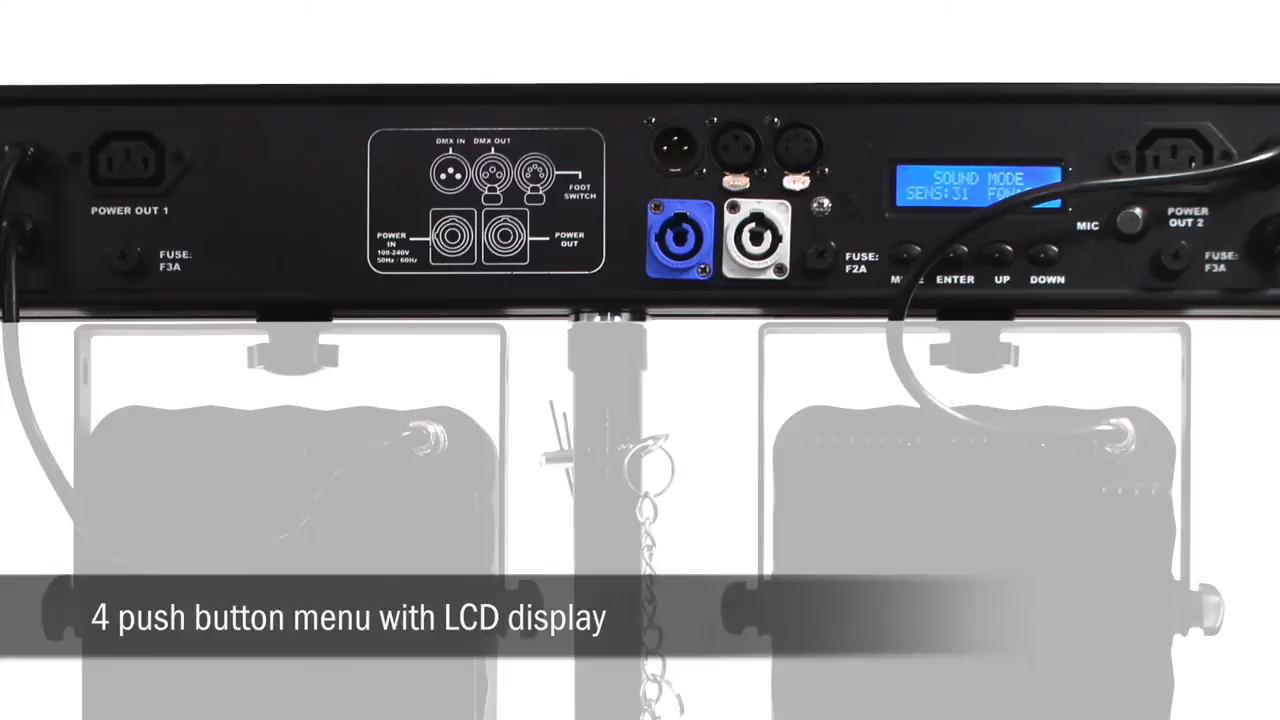 POWER OUT 1
FUSE:
F3A
DMX IN DMX OUT
FOOT
SWITCH
POWER
IN
100-240V
50Hz / 60Hz
POWER
OUT
SOUND MODE
SENS:31
FUSE:
F2A
ENTER UP DOWN
MIC
POWER
OUT 2
FUSE:
F3A
4 push button menu with LCD display